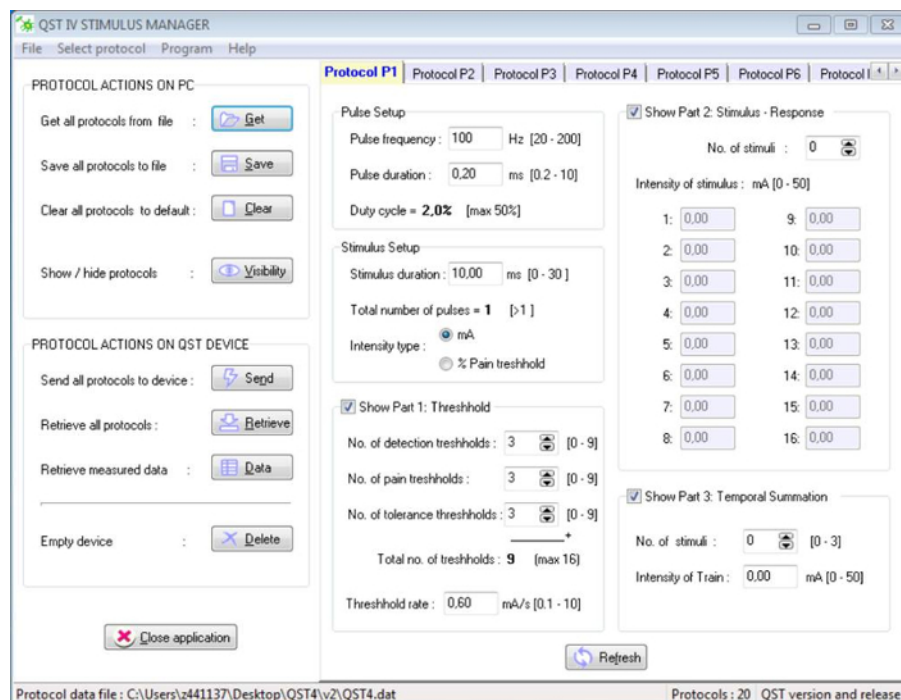 QST IV STIMULUS MANAGER
File Select protocol Program Help
PROTOCOL ACTIONS ON PC
Get all protocols from file : Get
Save all protocols to file : Save
Clear all protocols to default : Clear
Show / hide protocols : Visibility
PROTOCOL ACTIONS ON QST DEVICE
Send all protocols to device : Send
Retrieve all protocols : Retrieve
Retrieve measured data : Data
Empty device : Delete
Close application
Protocol P1 Protocol P2 Protocol P3 Protocol P4 Protocol P5 Protocol P6 Protocol
Pulse Setup
Pulse frequency : 100 Hz [20 - 200]
Pulse duration : 0,20 ms [0.2 - 10]
Duty cycle = 2,0% [max 50%]
Stimulus Setup
Stimulus duration : 10,00 ms [0 - 30 ]
Total number of pulses = 1 [>1 ]
Intensity type : mA
% Pain treshhold
Show Part 1: Threshhold
No. of detection treshholds : 3 [0 - 9]
No. of pain treshholds : 3 [0 - 9]
No. of tolerance threshholds : 3 [0 - 9]
+
Total no. of treshholds : 9 (max 16)
Threshhold rate : 0,60 mA/s [0.1 - 10]
Show Part 2: Stimulus - Response
No. of stimuli : 0
Intensity of stimulus : mA [0 - 50]
1: 0,00 9: 0,00
2: 0,00 10: 0,00
3: 0,00 11: 0,00
4: 0,00 12: 0,00
5: 0,00 13: 0,00
6: 0,00 14: 0,00
7: 0,00 15: 0,00
8: 0,00 16: 0,00
Show Part 3: Temporal Summation
No. of stimuli : 0 [0 - 3]
Intensity of Train : 0,00 mA [0 - 50]
Refresh
Protocol data file : C:\Users\z441137\Desktop\QST4\v2\QST4.dat Protocols : 20 QST version and release